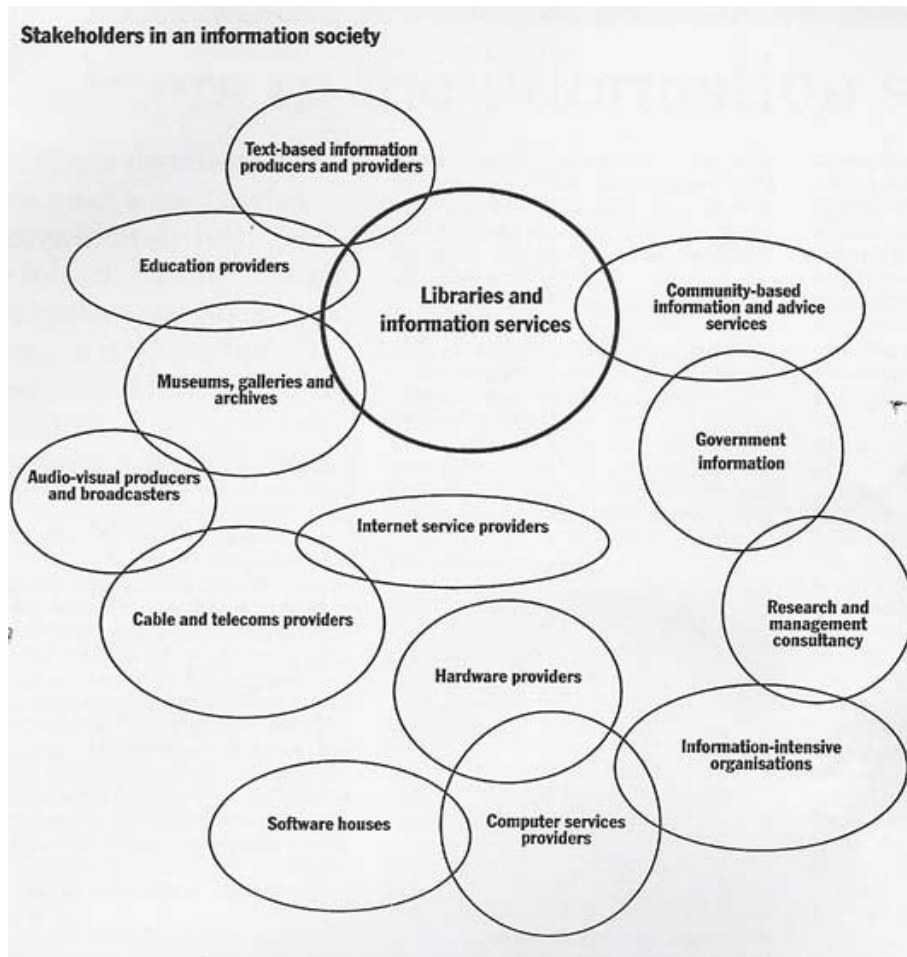 Stakeholders in an information society
Text-based information
producers and providers
Education providers
Libraries and
information services
Community-based
information and advice
services
Museums, galleries and
archives
Government
information
Audio-visual producers
and broadcasters
Internet service providers
Cable and telecoms providers
Research and
management
consultancy
Hardware providers
Information-intensive
organisations
Software houses
Computer services
providers